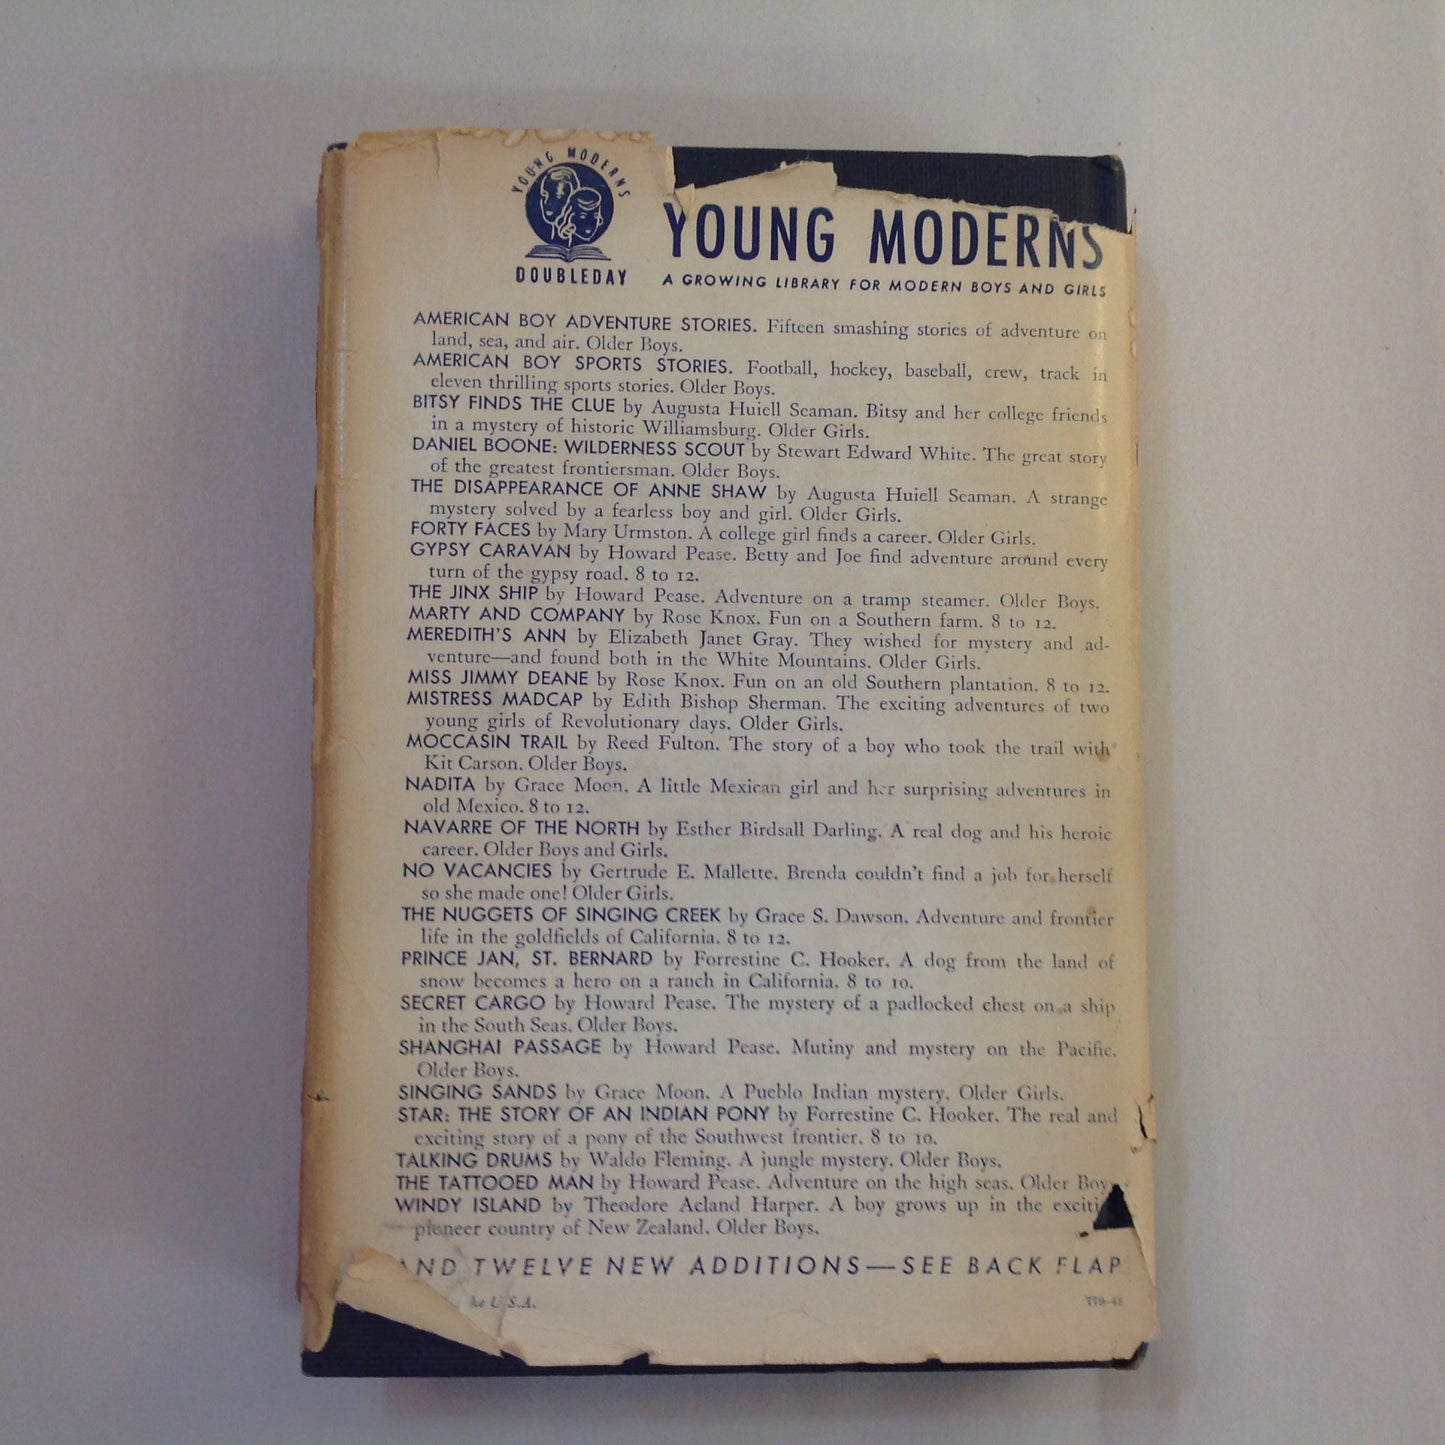 YOUNG MODERNS
DOUBLEDAY
YOUNG MODERNS
A GROWING LIBRARY FOR MODERN BOYS AND GIRLS
AMERICAN BOY ADVENTURE STORIES. Fifteen smashing stories of adventure on
land, sea, and air. Older Boys.
AMERICAN BOY SPORTS STORIES. Football, hockey, baseball, crew, track in
eleven thrilling sports stories. Older Boys.
BITSY FINDS THE CLUE by Augusta Huiell Seaman. Bitsy and her college friends
in a mystery of historic Williamsburg. Older Girls.
DANIEL BOONE: WILDERNESS SCOUT by Stewart Edward White. The great story
of the greatest frontiersman. Older Boys.
THE DISAPPEARANCE OF ANNE SHAW by Augusta Huiell Seaman. A strange
mystery solved by a fearless boy and girl. Older Girls.
FORTY FACES by Mary Urmston. A college girl finds a career. Older Girls.
GYPSY CARAVAN by Howard Pease. Betty and Joe find adventure around every
turn of the gypsy road. 8 to 12.
THE JINX SHIP by Howard Pease. Adventure on a tramp steamer. Older Boys.
MARTY AND COMPANY by Rose Knox. Fun on a Southern farm. 8 to 12.
MEREDITH'S ANN by Elizabeth Janet Gray. They wished for mystery and ad-
venture—and found both in the White Mountains. Older Girls.
MISS JIMMY DEANE by Rose Knox. Fun on an old Southern plantation. 8 to 12.
MISTRESS MADCAP by Edith Bishop Sherman. The exciting adventures of two
young girls of Revolutionary days. Older Girls.
MOCCASIN TRAIL by Reed Fulton. The story of a boy who took the trail with
Kit Carson. Older Boys.
NADITA by Grace Moon. A little Mexican girl and her surprising adventures in
old Mexico. 8 to 12.
NAVARRE OF THE NORTH by Esther Birdsall Darling. A real dog and his heroic
career. Older Boys and Girls.
NO VACANCIES by Gertrude E. Mallette. Brenda couldn't find a job for herself
so she made one! Older Girls.
THE NUGGETS OF SINGING CREEK by Grace S. Dawson. Adventure and frontier
life in the goldfields of California. 8 to 12.
PRINCE JAN, ST. BERNARD by Forrestine C. Hooker. A dog from the land of
snow becomes a hero on a ranch in California. 8 to 10.
SECRET CARGO by Howard Pease. The mystery of a padlocked chest on a ship
in the South Seas. Older Boys.
SHANGHAI PASSAGE by Howard Pease. Mutiny and mystery on the Pacific.
Older Boys.
SINGING SANDS by Grace Moon. A Pueblo Indian mystery. Older Girls.
STAR: THE STORY OF AN INDIAN PONY by Forrestine C. Hooker. The real and
exciting story of a pony of the Southwest frontier. 8 to 10.
TALKING DRUMS by Waldo Fleming. A jungle mystery. Older Boys.
THE TATTOOED MAN by Howard Pease. Adventure on the high seas. Older Boy
WINDY ISLAND by Theodore Acland Harper. A boy grows up in the exciti
pioneer country of New Zealand. Older Boys.
AND TWELVE NEW ADDITIONS—SEE BACK FLAP
the U.S.A.